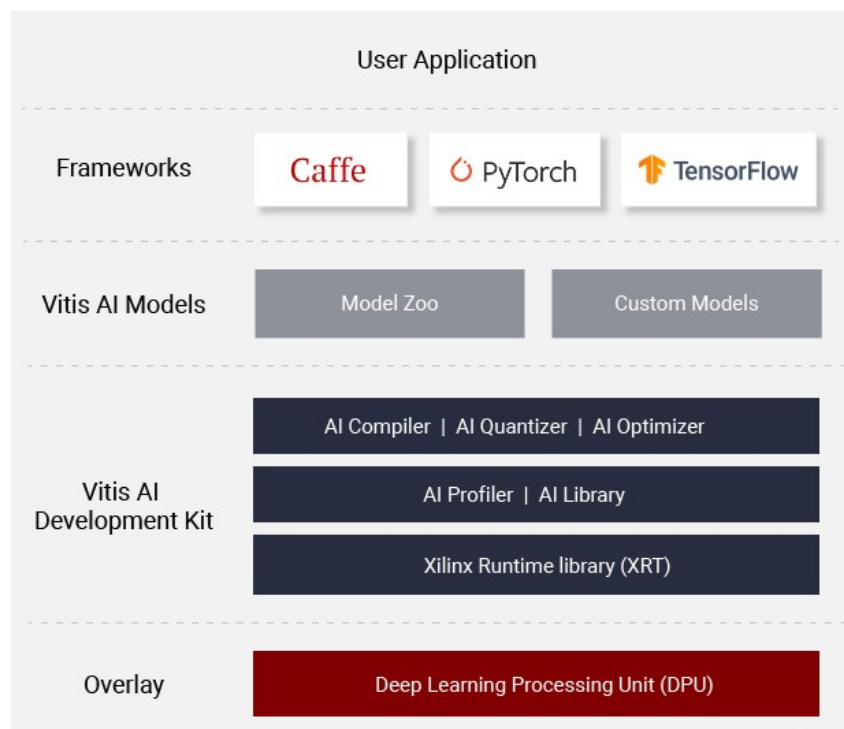 User Application
Frameworks
Caffe
PyTorch
TensorFlow
Vitis AI Models
Model Zoo
Custom Models
Vitis AI
Development Kit
AI Compiler | AI Quantizer | AI Optimizer
AI Profiler | AI Library
Xilinx Runtime library (XRT)
Overlay
Deep Learning Processing Unit (DPU)